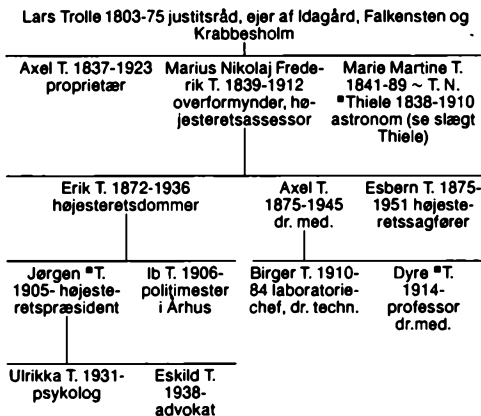 Lars Trolle 1803-75 justitsråd, ejer af Idagård, Falkensten og
Krabbesholm
Axel T. 1837-1923
proprietær
Marius Nikolaj Frede-
rik T. 1839-1912
overformynder, hø-
jesteretsassessor
Marie Martine T.
1841-89 ~ T. N.
*Thiele 1838-1910
astronom (se slægt
Thiele)
Erik T. 1872-1936
højesteretsdommer
Axel T.
1875-1945
dr. med.
Esbern T. 1875-
1951 højeste-
retssagfører
Jørgen *T.
1905- højeste-
retspræsident
Ib T. 1906-
politimester
i Århus
Birger T. 1910-
84 laboratorie-
chef, dr. techn.
Dyre *T.
1914-
professor
dr.med.
Ulrikka T. 1931-
psykolog
Eskild T.
1938-
advokat